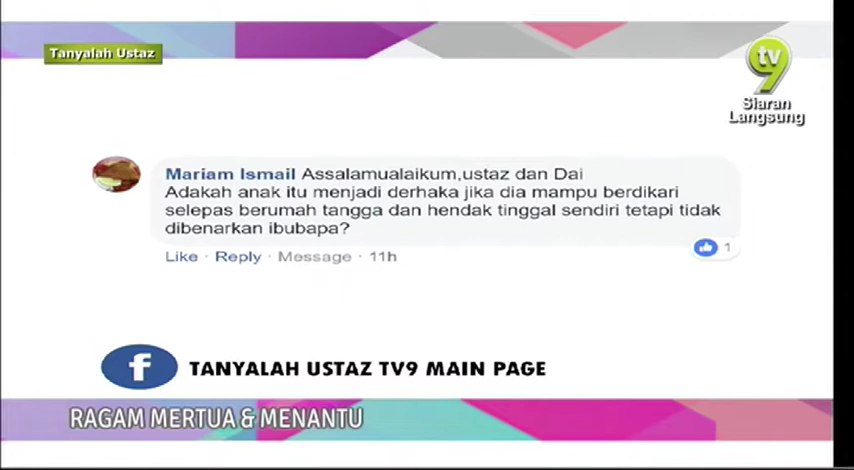 Tanyalah Ustaz
tv
9
Siaran
Langsung
Mariam Ismail Assalamualaikum,ustaz dan Dai
Adakah anak itu menjadi derhaka jika dia mampu berdikari
selepas berumah tangga dan hendak tinggal sendiri tetapi tidak
dibenarkan ibubapa?
1
Like · Reply · Message · 11h
f TANYALAH USTAZ TV9 MAIN PAGE
RAGAM MERTUA & MENANTU